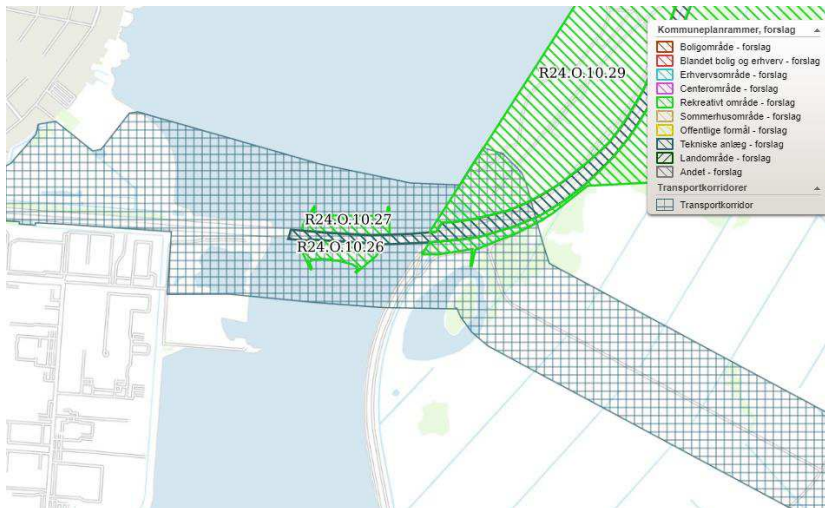 R24.O.10.29
R24.O.10.27
R24.O.10.26
Kommuneplanrammer, forslag
Boligområde - forslag
Blandet bolig og erhverv - forslag
Erhvervsområde - forslag
Centerområde - forslag
Rekreativt område - forslag
Sommerhusområde - forslag
Offentlige formål - forslag
Tekniske anlæg - forslag
Landområde - forslag
Andet - forslag
Transportkorridorer
Transportkorridor